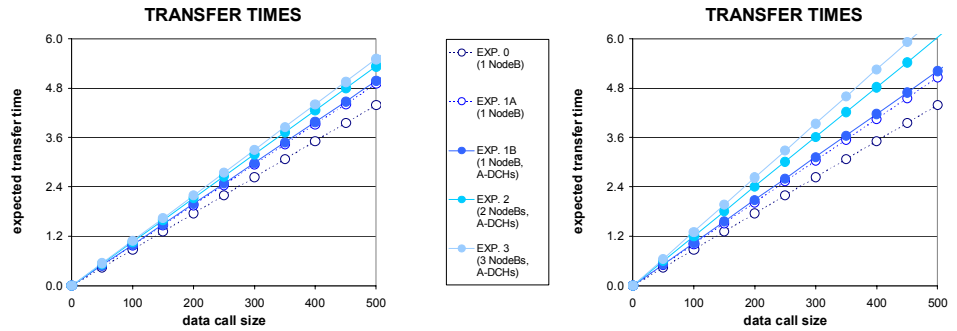 TRANSFER TIMES
expected transfer time
6.0
4.8
3.6
2.4
1.2
0.0
0 100 200 300 400 500
data call size
EXP. 0
(1 NodeB)
EXP. 1A
(1 NodeB)
EXP. 1B
(1 NodeB,
A-DCHs)
EXP. 2
(2 NodeBs,
A-DCHs)
EXP. 3
(3 NodeBs,
A-DCHs)
TRANSFER TIMES
expected transfer time
6.0
4.8
3.6
2.4
1.2
0.0
0 100 200 300 400 500
data call size